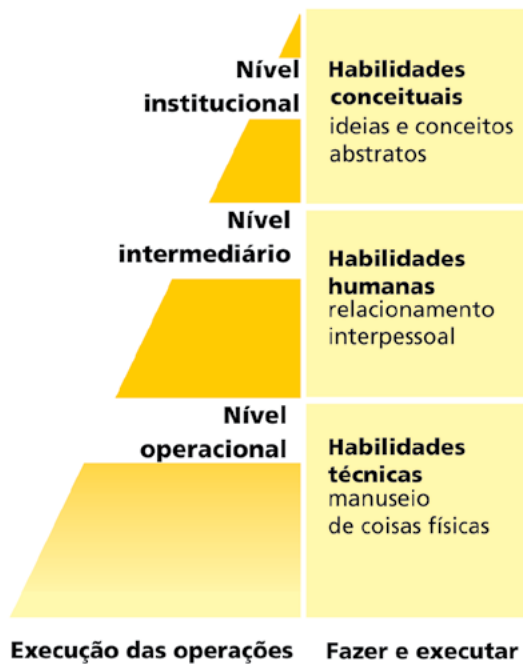 Nível
institucional
Habilidades
conceituais
ideias e conceitos
abstratos
Nível
intermediário
Habilidades
humanas
relacionamento
interpessoal
Nível
operacional
Habilidades
técnicas
manuseio
de coisas físicas
Execução das operações
Fazer e executar